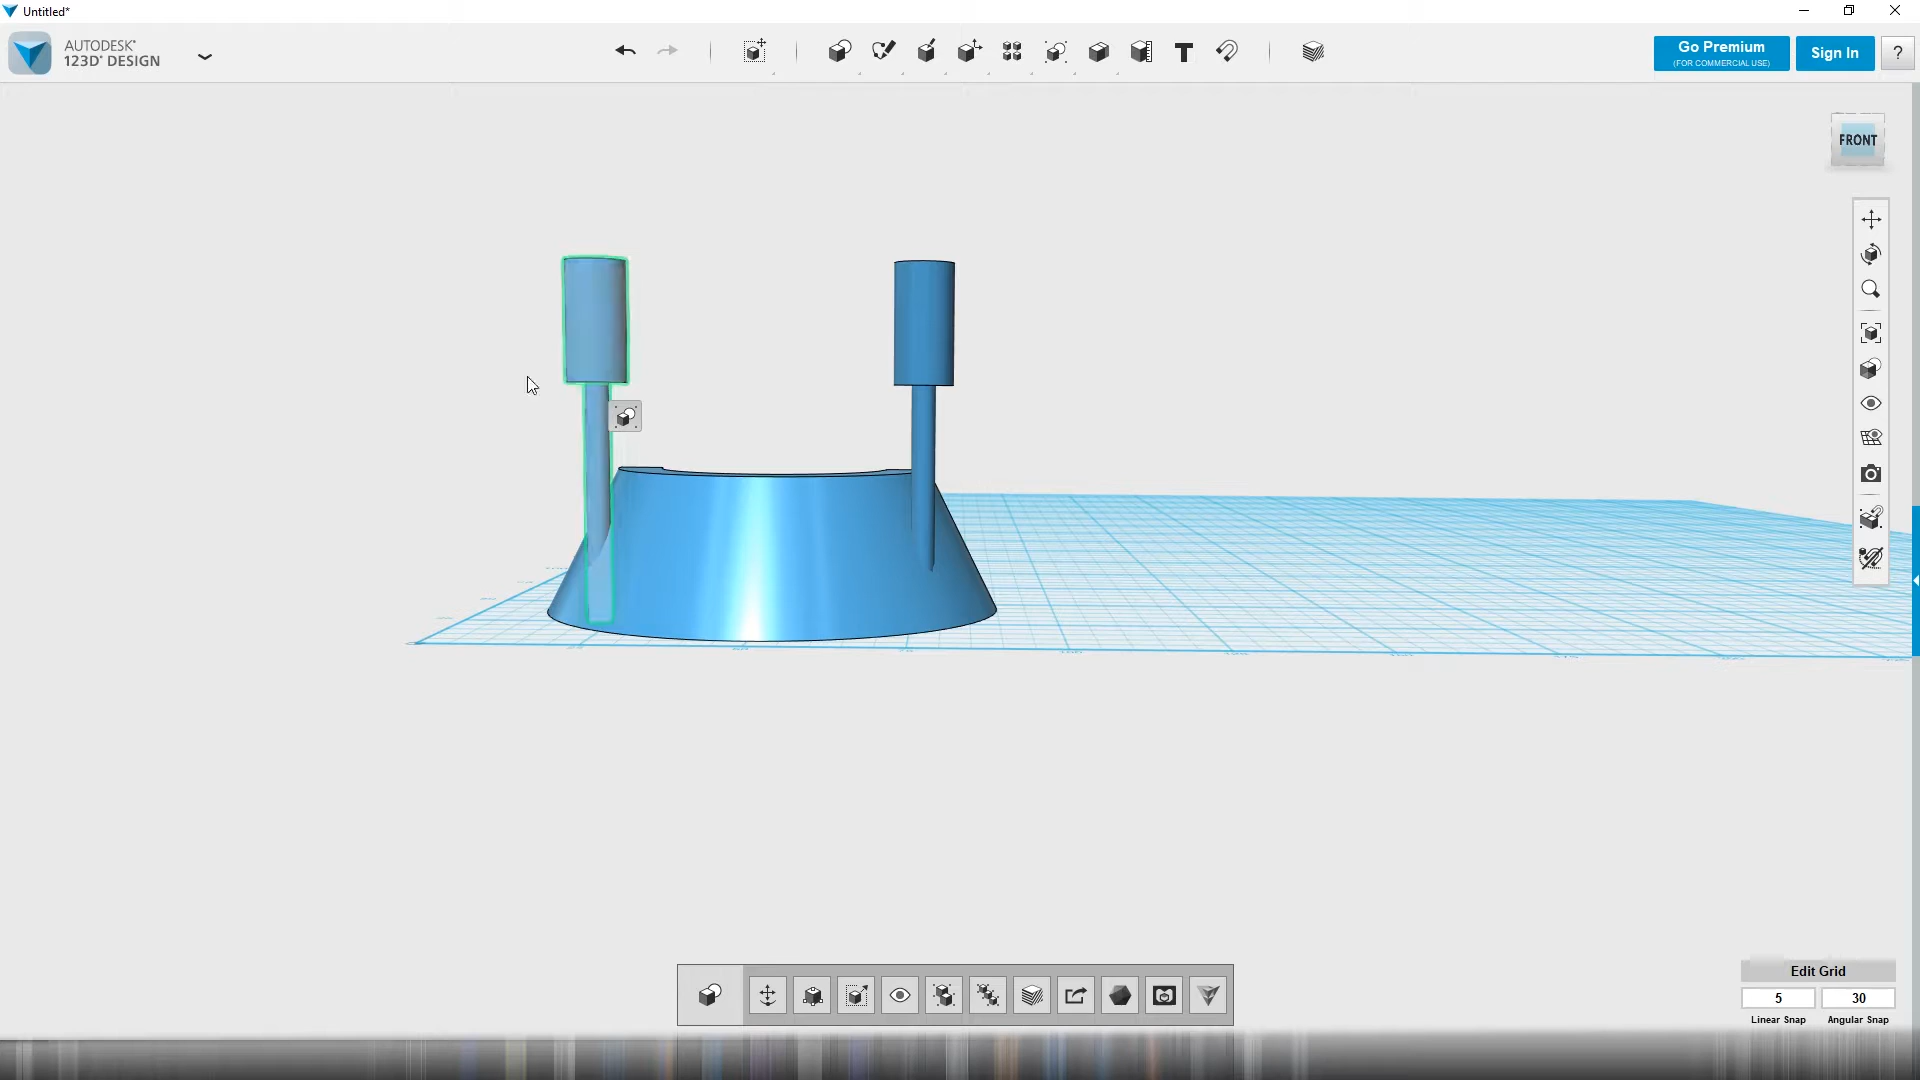 Untitled*
AUTODESK®
123D® DESIGN
T
Go Premium
(FOR COMMERCIAL USE)
Sign In
?
FRONT
Edit Grid
5
30
Linear Snap
Angular Snap